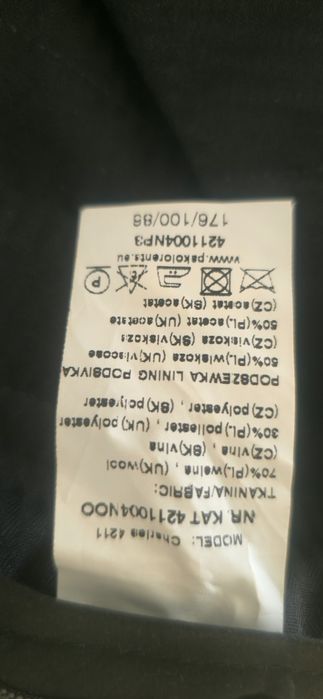 MODEL: Charles 4211
NR. KAT 4211004NOO
TKANINA/FABRIC:
70%(PL)wełna , (UK)wool
(CZ)vlna , (SK)vlna
30%(PL) poliester , (UK) polyester
(CZ) polyester , (SK) polyester
PODSZEWKA LINING PODSIVKA
50%(PL)wiskoza (UK)viscose
(CZ)viskoza (SK)viskoza
50%(PL)acetat (UK)acetate
(CZ)acetat (SK)acetat
P
www.pakolorente.eu
4211004NP3
176/100/86